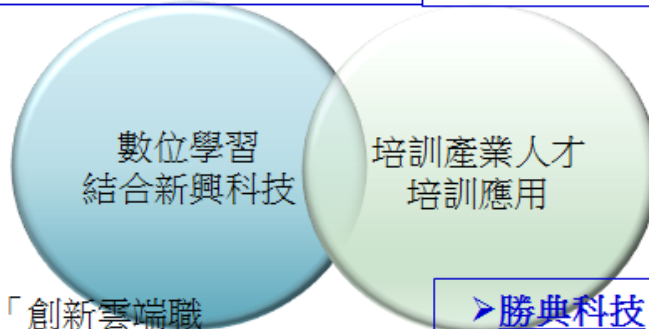 數位學習
結合新興科技
培訓產業人才
培訓應用
「創新雲端職
➢勝典科技